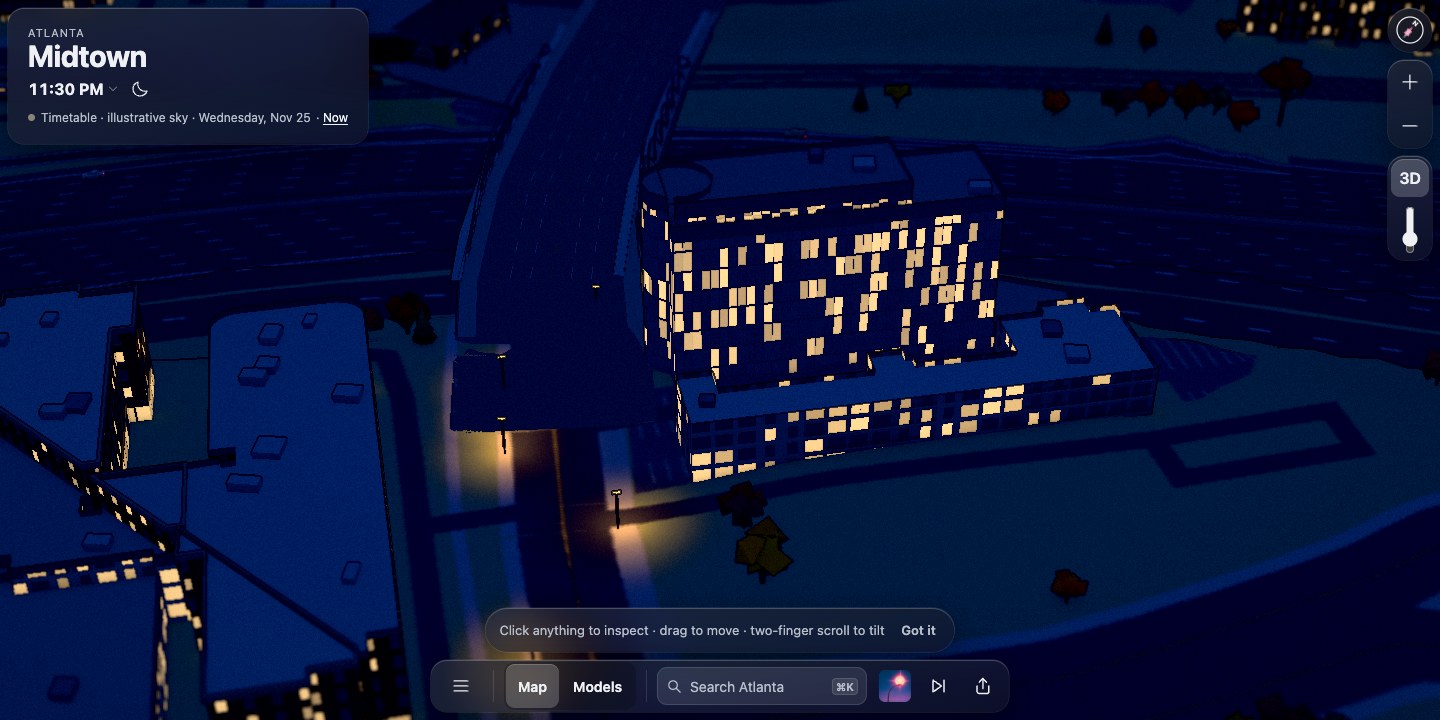 ATLANTA
Midtown
11:30 PM
Timetable · illustrative sky · Wednesday, Nov 25 · Now
N
3D
Click anything to inspect · drag to move · two-finger scroll to tilt Got it
Map Models Search Atlanta ⌘K